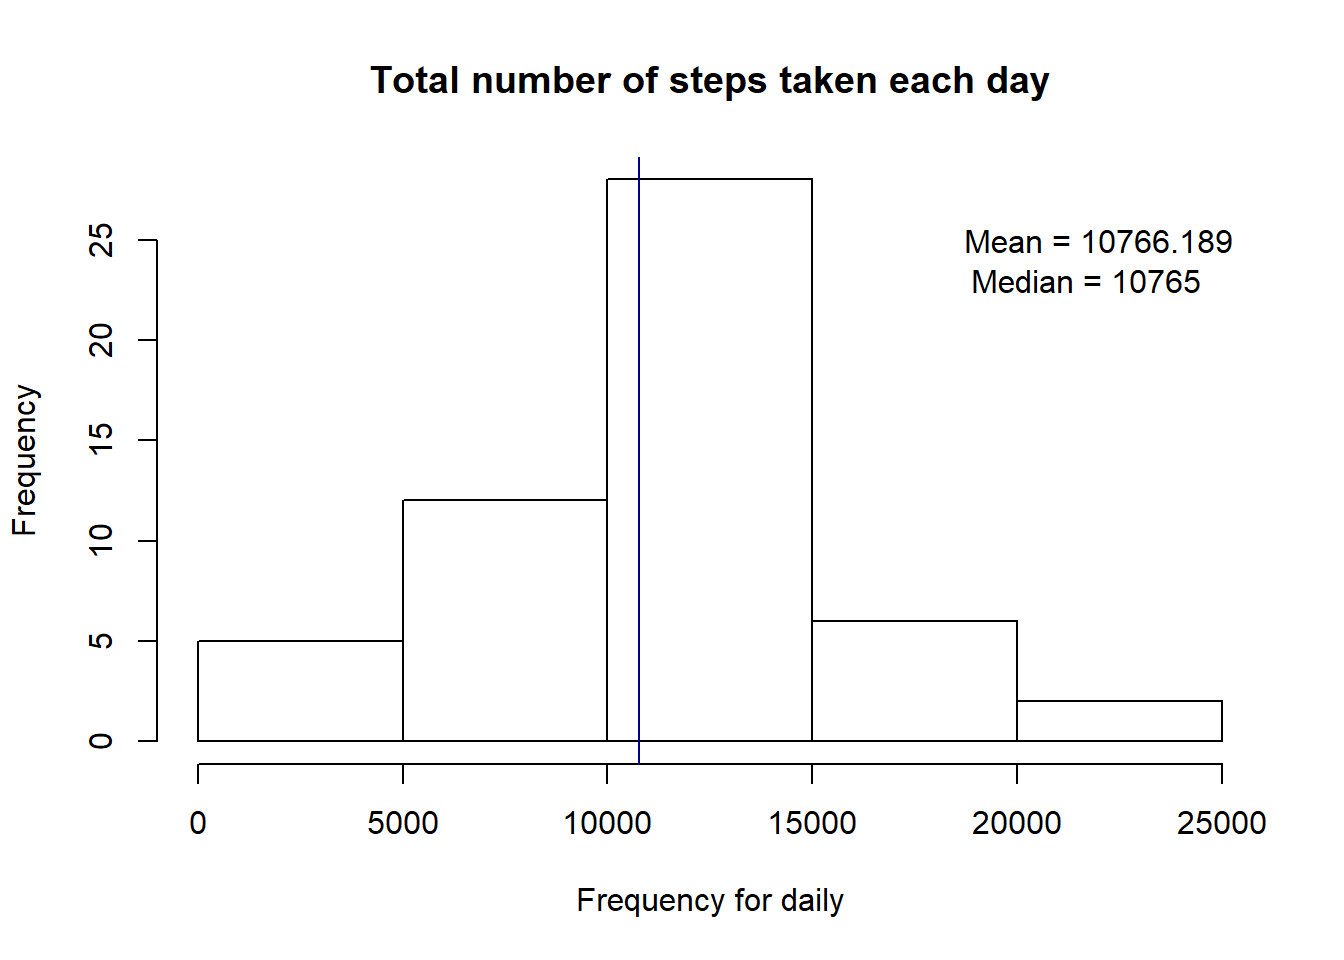 Total number of steps taken each day
Mean = 10766.189
Median = 10765
Frequency
25
20
15
10
5
0
0 5000 10000 15000 20000 25000
Frequency for daily